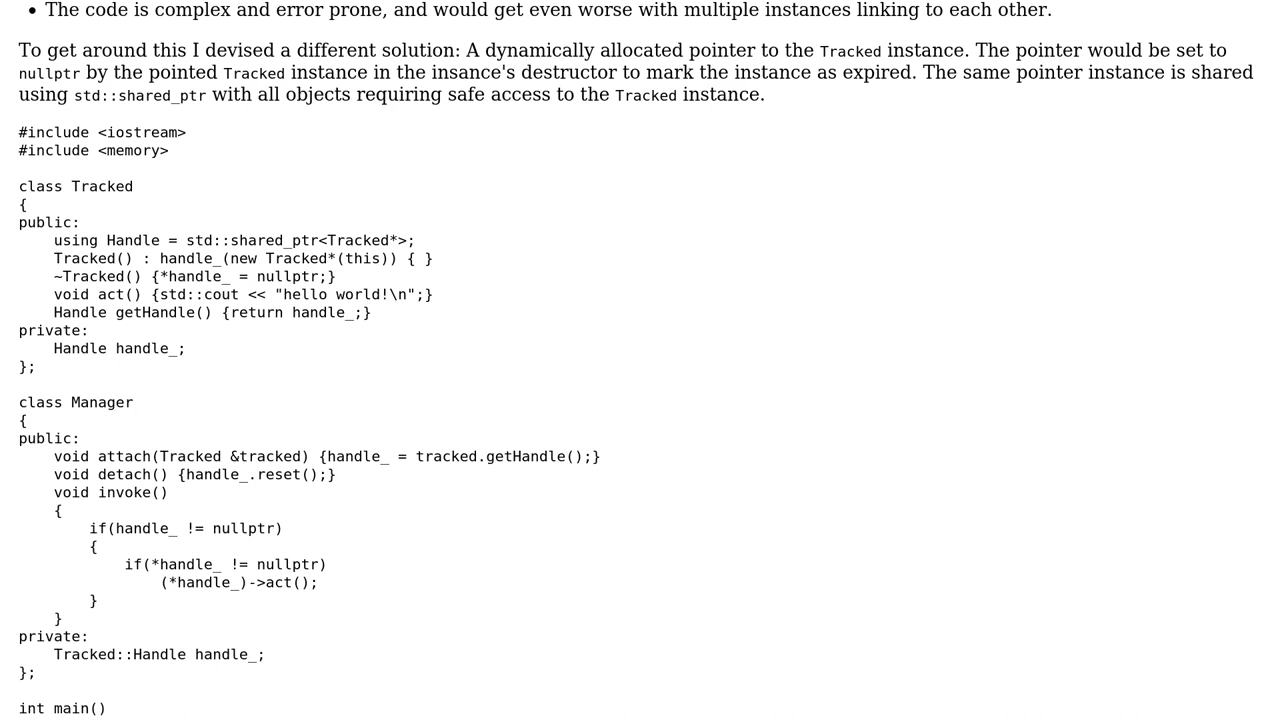 • The code is complex and error prone, and would get even worse with multiple instances linking to each other.
To get around this I devised a different solution: A dynamically allocated pointer to the Tracked instance. The pointer would be set to
nullptr by the pointed Tracked instance in the insance's destructor to mark the instance as expired. The same pointer instance is shared
using std::shared_ptr with all objects requiring safe access to the Tracked instance.
#include <iostream>
#include <memory>
class Tracked
{
public:
    using Handle = std::shared_ptr<Tracked*>;
    Tracked() : handle_(new Tracked*(this)) { }
    ~Tracked() {*handle_ = nullptr;}
    void act() {std::cout << "hello world!\n";}
    Handle getHandle() {return handle_;}
private:
    Handle handle_;
};
class Manager
{
public:
    void attach(Tracked &tracked) {handle_ = tracked.getHandle();}
    void detach() {handle_.reset();}
    void invoke()
    {
        if(handle_ != nullptr)
        {
            if(*handle_ != nullptr)
                (*handle_)->act();
        }
    }
private:
    Tracked::Handle handle_;
};
int main()